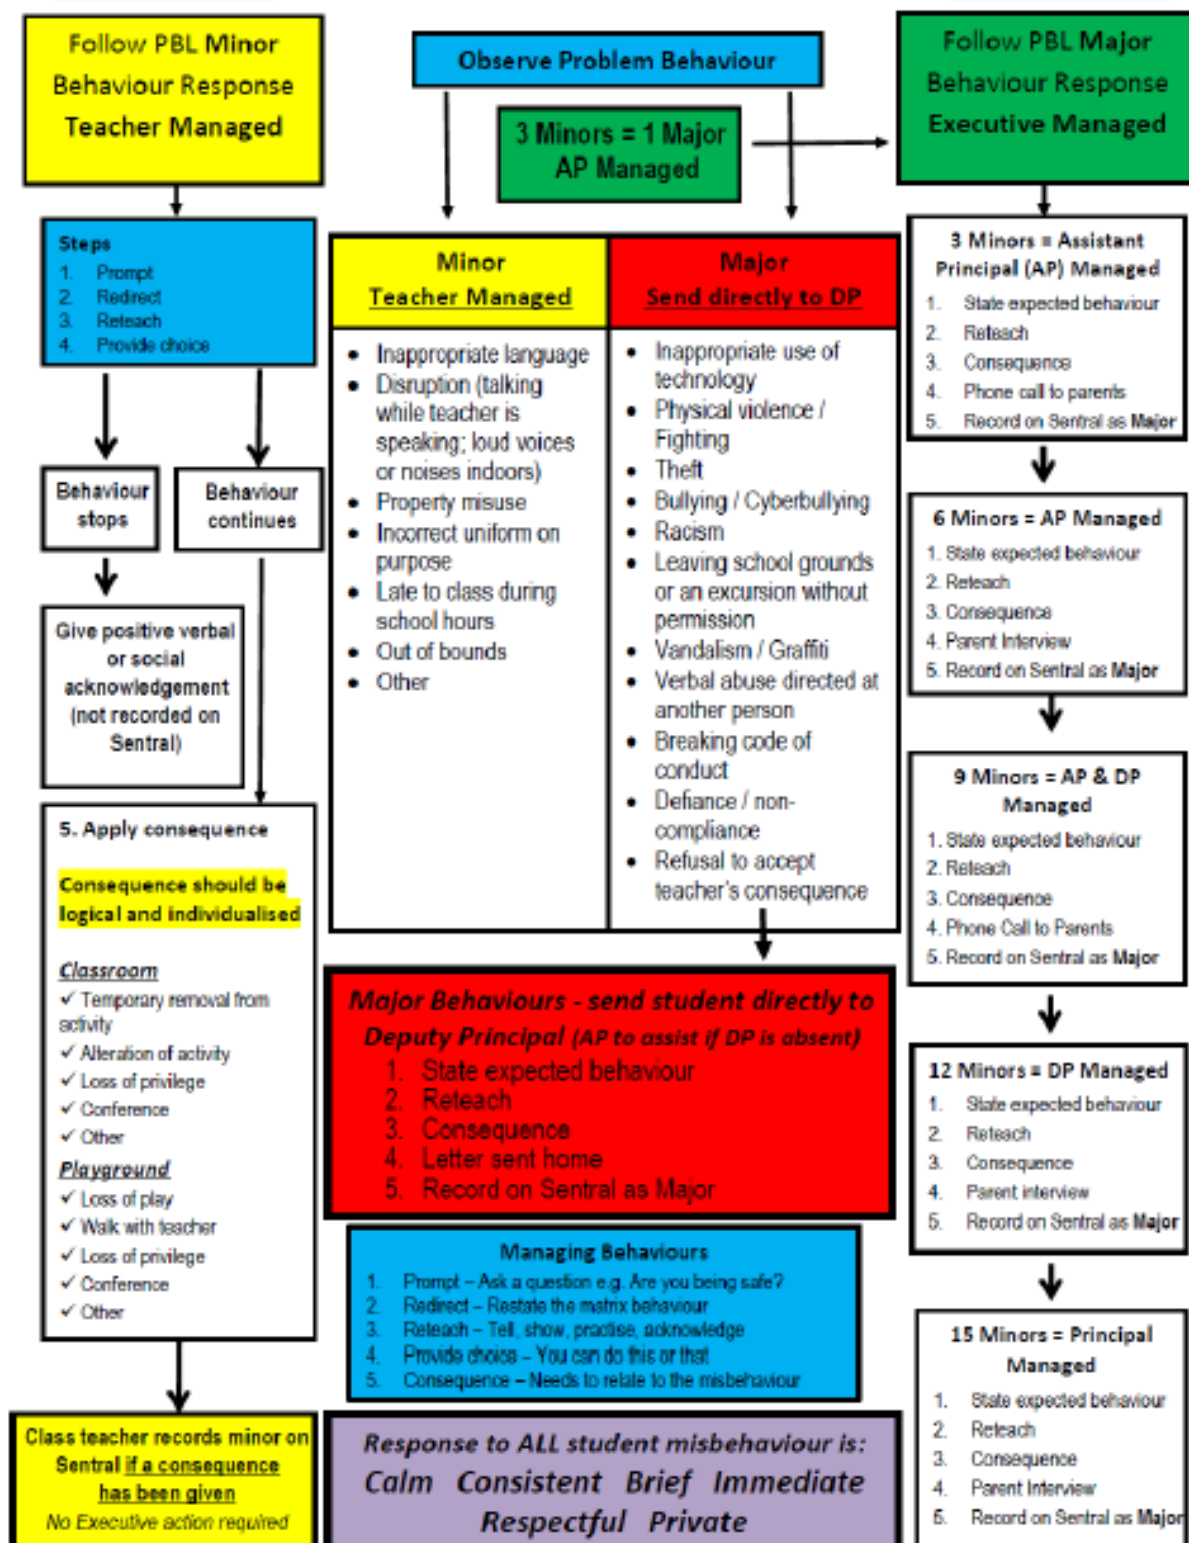 Follow PBL Minor
Behaviour Response
Teacher Managed
Observe Problem Behaviour
3 Minors = 1 Major
AP Managed
Follow PBL Major
Behaviour Response
Executive Managed
Steps
1. Prompt
2. Redirect
3. Reteach
4. Provide choice
Behaviour
stops
Behaviour
continues
Give positive verbal
or social
acknowledgement
(not recorded on
Sentral)
5. Apply consequence
Consequence should be
logical and individualised
Classroom
✓ Temporary removal from
activity
✓ Alteration of activity
✓ Loss of privilege
✓ Conference
✓ Other
Playground
✓ Loss of play
✓ Walk with teacher
✓ Loss of privilege
✓ Conference
✓ Other
Class teacher records minor on
Sentral if a consequence
has been given
No Executive action required
Minor
Teacher Managed
• Inappropriate language
• Disruption (talking
while teacher is
speaking; loud voices
or noises indoors)
• Property misuse
• Incorrect uniform on
purpose
• Late to class during
school hours
• Out of bounds
• Other
Major
Send directly to DP
• Inappropriate use of
technology
• Physical violence /
Fighting
• Theft
• Bullying / Cyberbullying
• Racism
• Leaving school grounds
or an excursion without
permission
• Vandalism / Graffiti
• Verbal abuse directed at
another person
• Breaking code of
conduct
• Defiance / non-
compliance
• Refusal to accept
teacher's consequence
Major Behaviours - send student directly to
Deputy Principal (AP to assist if DP is absent)
1. State expected behaviour
2. Reteach
3. Consequence
4. Letter sent home
5. Record on Sentral as Major
Managing Behaviours
1. Prompt – Ask a question e.g. Are you being safe?
2. Redirect – Restate the matrix behaviour
3. Reteach – Tell, show, practise, acknowledge
4. Provide choice – You can do this or that
5. Consequence – Needs to relate to the misbehaviour
Response to ALL student misbehaviour is:
Calm Consistent Brief Immediate
Respectful Private
3 Minors = Assistant
Principal (AP) Managed
1. State expected behaviour
2. Reteach
3. Consequence
4. Phone call to parents
5. Record on Sentral as Major
6 Minors = AP Managed
1. State expected behaviour
2. Reteach
3. Consequence
4. Parent Interview
5. Record on Sentral as Major
9 Minors = AP & DP
Managed
1. State expected behaviour
2. Reteach
3. Consequence
4. Phone Call to Parents
5. Record on Sentral as Major
12 Minors = DP Managed
1. State expected behaviour
2. Reteach
3. Consequence
4. Parent interview
5. Record on Sentral as Major
15 Minors = Principal
Managed
1. State expected behaviour
2. Reteach
3. Consequence
4. Parent Interview
5. Record on Sentral as Major